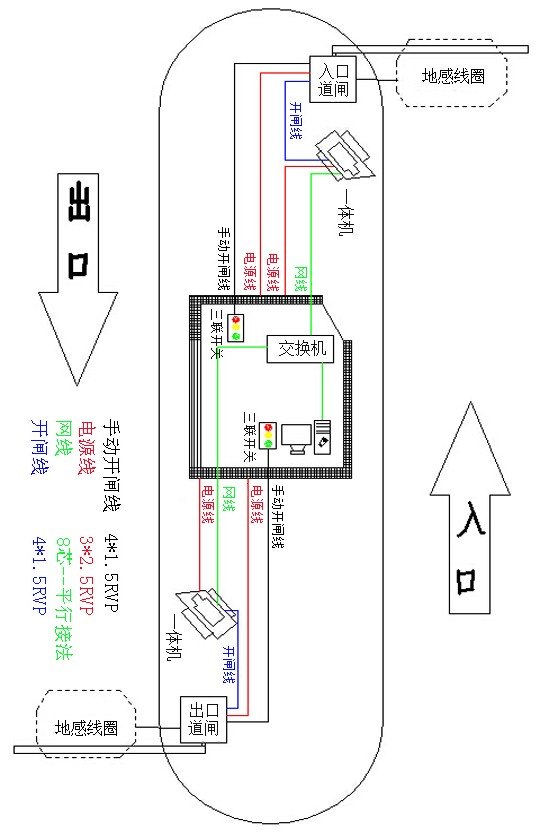 入口
道闸
地感线圈
开闸线
一体机
出口
手动开闸线
电源线
电源线
网线
三联开关
交换机
三联开关
手动开闸线 4*1.5RVP
电源线 3*2.5RVP
网线 8芯--平行接法
开闸线 4*1.5RVP
入口
电源线
网线
电源线
手动开闸线
一体机
开闸线
出口
道闸
地感线圈